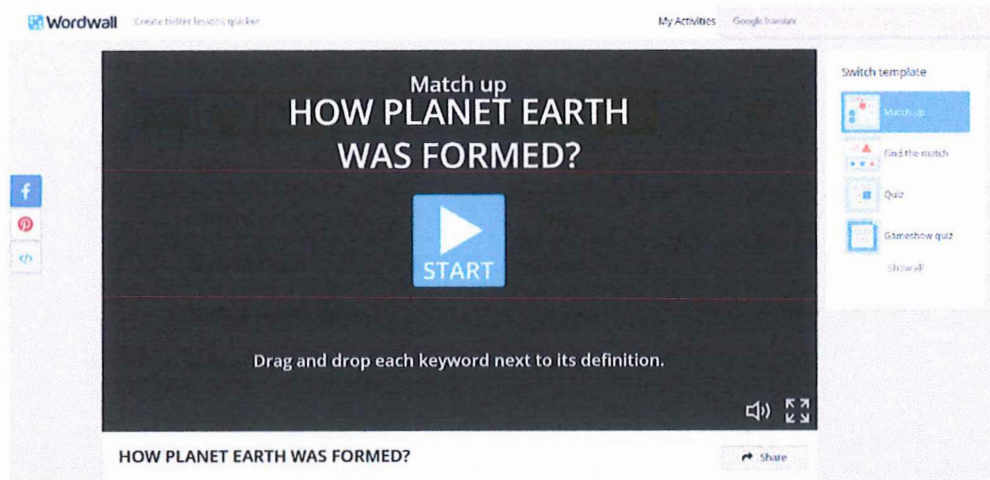 Wordwall Create better lessons quicker
My Activities Google translate
Match up
HOW PLANET EARTH
WAS FORMED?
START
Drag and drop each keyword next to its definition.
HOW PLANET EARTH WAS FORMED?
Share
Switch template
Match up
Find the match
Quiz
Gameshow quiz
Show all